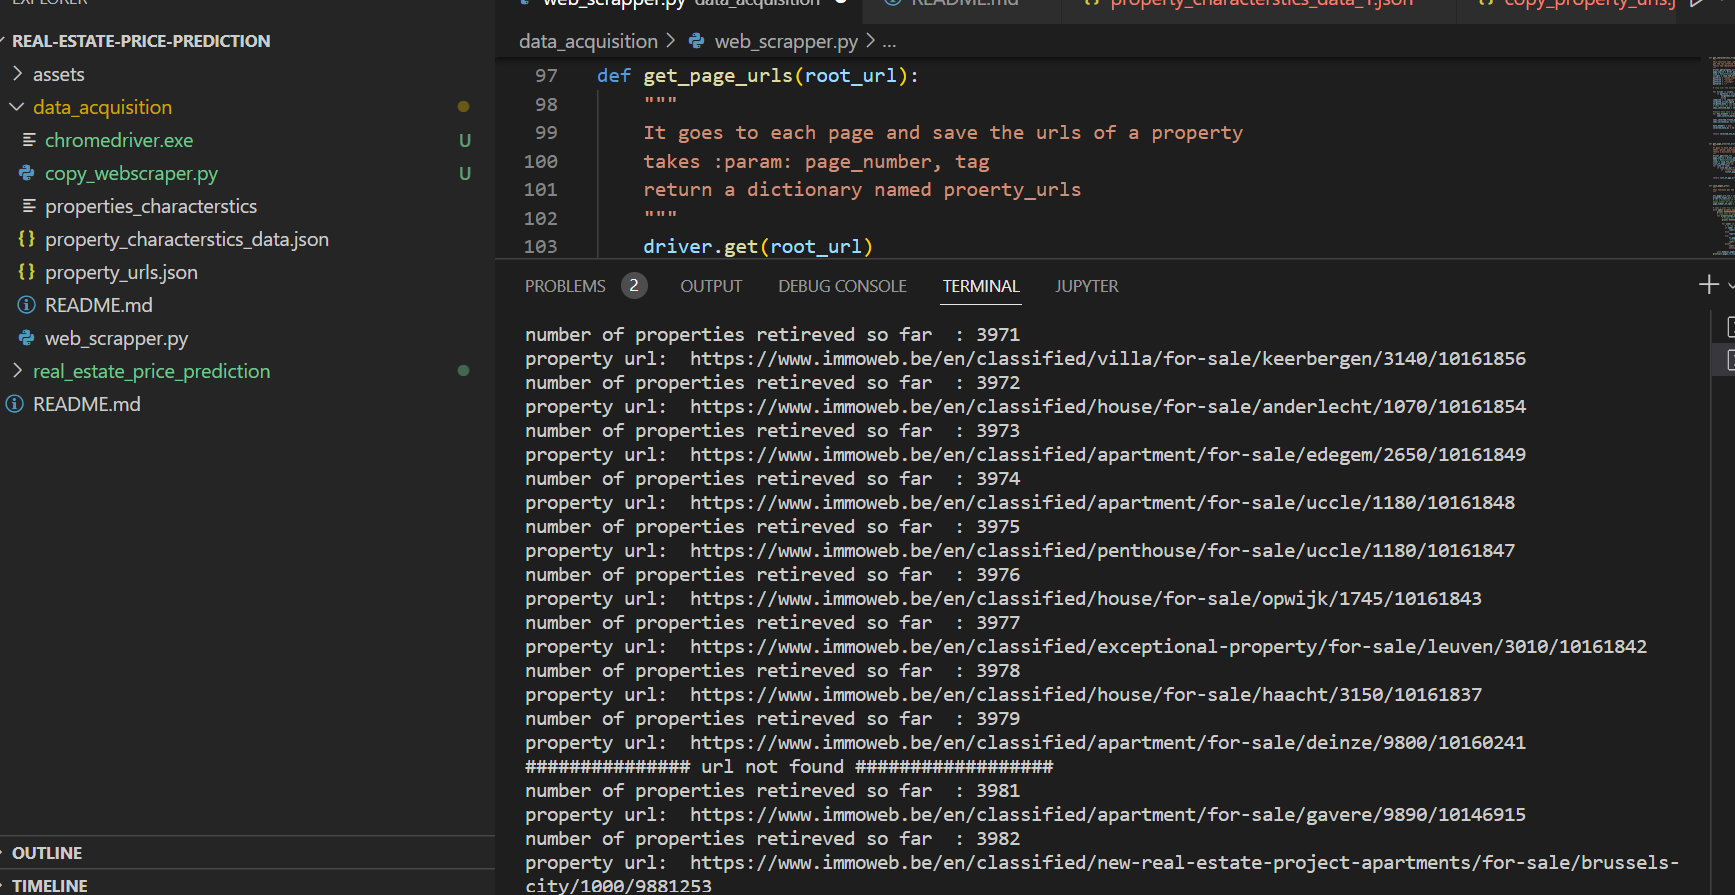 EXPLORER
REAL-ESTATE-PRICE-PREDICTION
assets
data_acquisition
chromedriver.exe U
copy_webscraper.py U
properties_characterstics
property_characterstics_data.json
property_urls.json
README.md
web_scrapper.py
real_estate_price_prediction
README.md
OUTLINE
TIMELINE
web_scrapper.py data_acquisition README.md property_characterstics_data_1.json copy_property_urls.j
data_acquisition > web_scrapper.py > ...
97 def get_page_urls(root_url):
98 """
99 It goes to each page and save the urls of a property
100 takes :param: page_number, tag
101 return a dictionary named proerty_urls
102 """
103 driver.get(root_url)
PROBLEMS 2 OUTPUT DEBUG CONSOLE TERMINAL JUPYTER
number of properties retireved so far  : 3971
property url:  https://www.immoweb.be/en/classified/villa/for-sale/keerbergen/3140/10161856
number of properties retireved so far  : 3972
property url:  https://www.immoweb.be/en/classified/house/for-sale/anderlecht/1070/10161854
number of properties retireved so far  : 3973
property url:  https://www.immoweb.be/en/classified/apartment/for-sale/edegem/2650/10161849
number of properties retireved so far  : 3974
property url:  https://www.immoweb.be/en/classified/apartment/for-sale/uccle/1180/10161848
number of properties retireved so far  : 3975
property url:  https://www.immoweb.be/en/classified/penthouse/for-sale/uccle/1180/10161847
number of properties retireved so far  : 3976
property url:  https://www.immoweb.be/en/classified/house/for-sale/opwijk/1745/10161843
number of properties retireved so far  : 3977
property url:  https://www.immoweb.be/en/classified/exceptional-property/for-sale/leuven/3010/10161842
number of properties retireved so far  : 3978
property url:  https://www.immoweb.be/en/classified/house/for-sale/haacht/3150/10161837
number of properties retireved so far  : 3979
property url:  https://www.immoweb.be/en/classified/apartment/for-sale/deinze/9800/10160241
############### url not found ##################
number of properties retireved so far  : 3981
property url:  https://www.immoweb.be/en/classified/apartment/for-sale/gavere/9890/10146915
number of properties retireved so far  : 3982
property url:  https://www.immoweb.be/en/classified/new-real-estate-project-apartments/for-sale/brussels-
city/1000/9881253